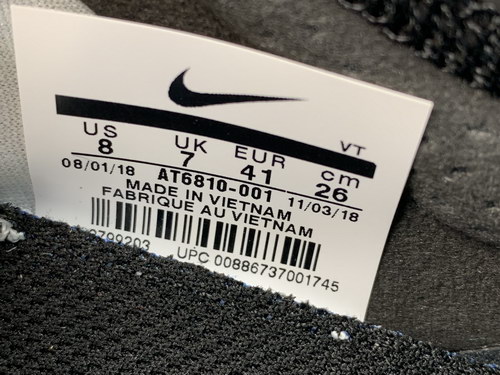 VT
US UK EUR cm
8 7 41 26
08/01/18 AT6810-001 11/03/18
MADE IN VIETNAM
FABRIQUE AU VIETNAM
UPC 00886737001745